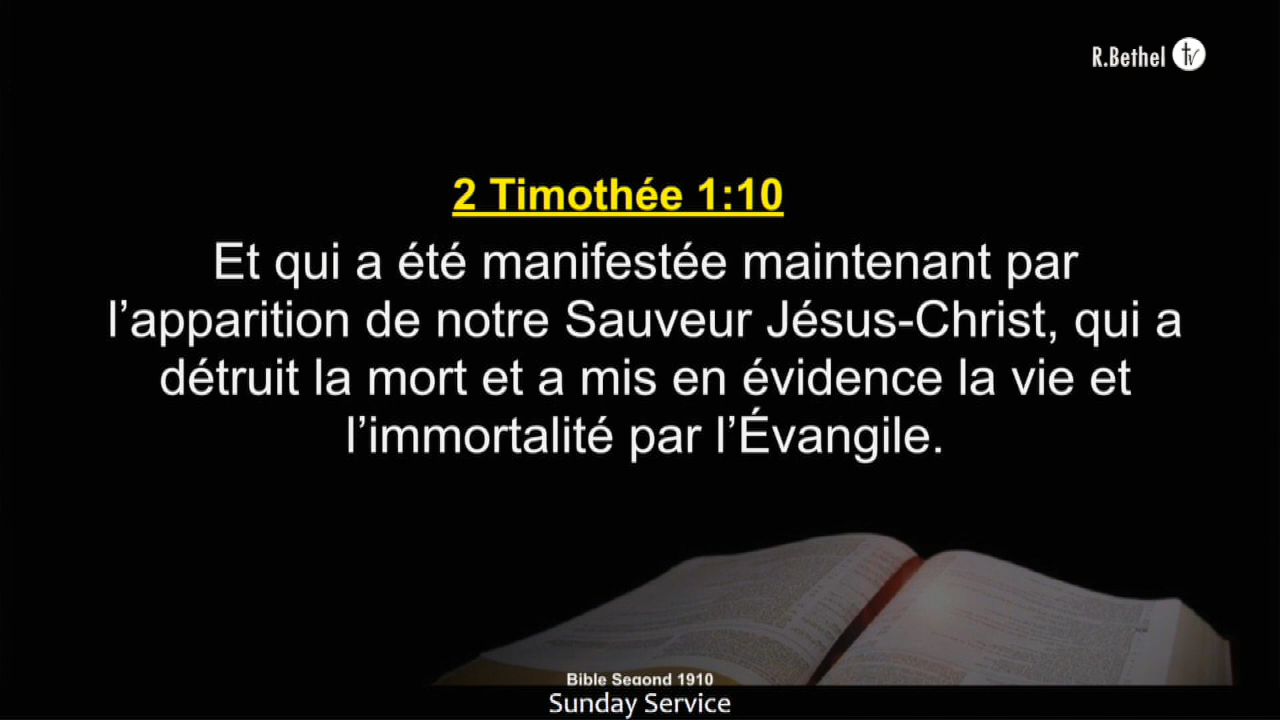 R.Bethel tv
2 Timothée 1:10
Et qui a été manifestée maintenant par
l’apparition de notre Sauveur Jésus-Christ, qui a
détruit la mort et a mis en évidence la vie et
l’immortalité par l’Évangile.
Bible Segond 1910
Sunday Service